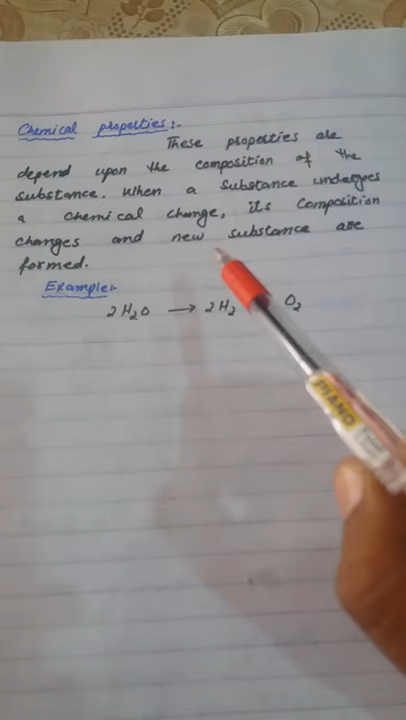 Chemical properties:-
These properties are
depend upon the composition of the
substance. When a substance undergoes
a chemical change, its composition
changes and new substance are
formed.
Example:-
2H₂O → 2H₂ O₂
PIANO